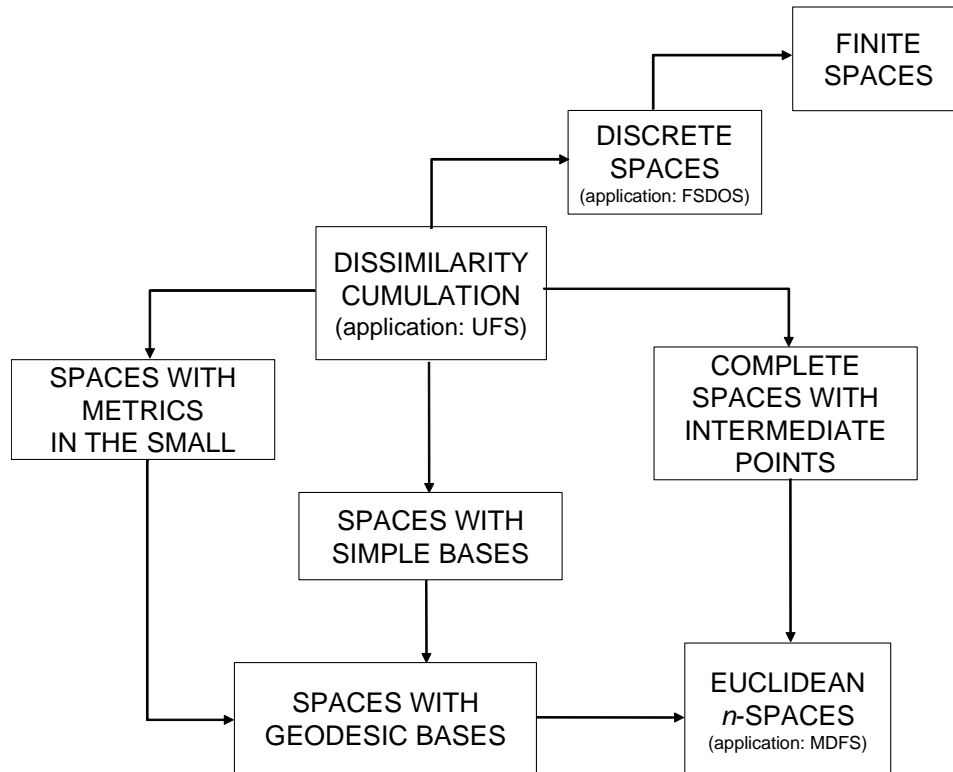 FINITE
SPACES
DISCRETE
SPACES
(application: FSDOS)
DISSIMILARITY
CUMULATION
(application: UFS)
SPACES WITH
METRICS
IN THE SMALL
COMPLETE
SPACES WITH
INTERMEDIATE
POINTS
SPACES WITH
SIMPLE BASES
SPACES WITH
GEODESIC BASES
EUCLIDEAN
n-SPACES
(application: MDFS)